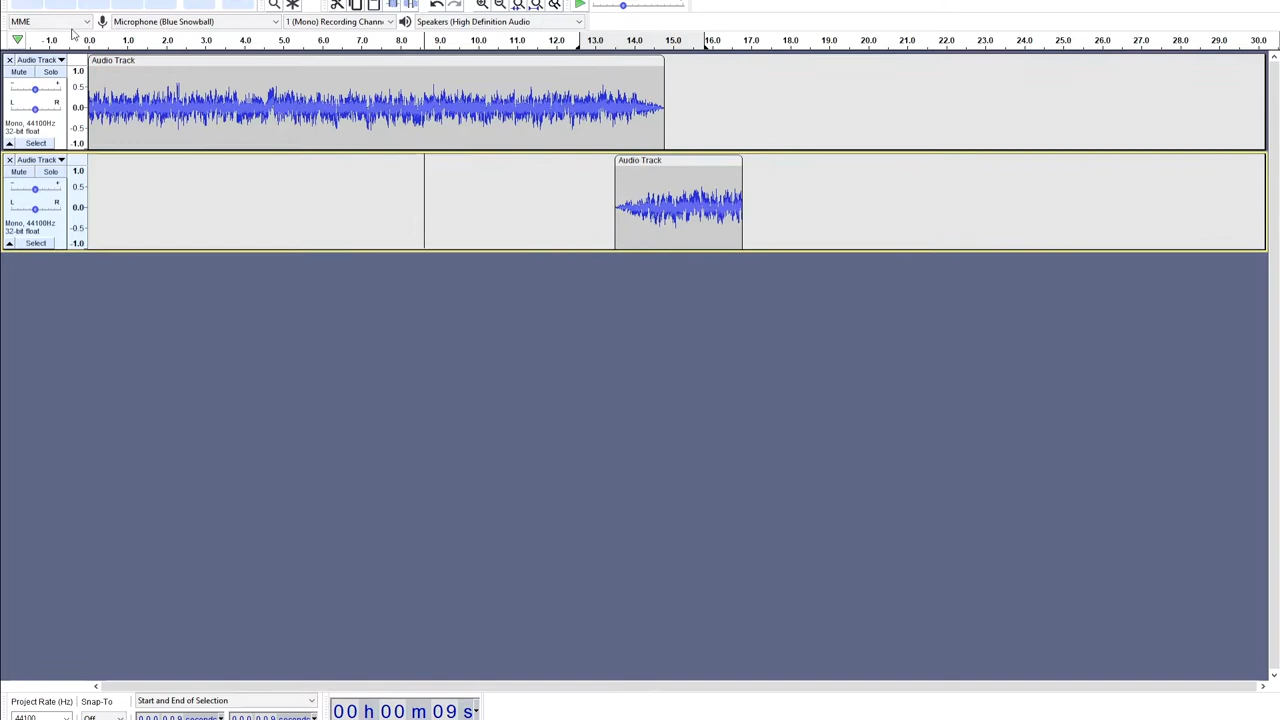 MME Microphone (Blue Snowball) 1 (Mono) Recording Chann Speakers (High Definition Audio
-1.0 0.0 1.0 2.0 3.0 4.0 5.0 6.0 7.0 8.0 9.0 10.0 11.0 12.0 13.0 14.0 15.0 16.0 17.0 18.0 19.0 20.0 21.0 22.0 23.0 24.0 25.0 26.0 27.0 28.0 29.0 30.0
Audio Track Audio Track
Mute Solo 1.0
- + 0.5
L R 0.0
Mono, 44100Hz
32-bit float -0.5
Select -1.0
Audio Track Audio Track
Mute Solo 1.0
- + 0.5
L R 0.0
Mono, 44100Hz
32-bit float -0.5
Select -1.0
Project Rate (Hz) Snap-To Start and End of Selection
44100 Off 00 h 00 m 09 s